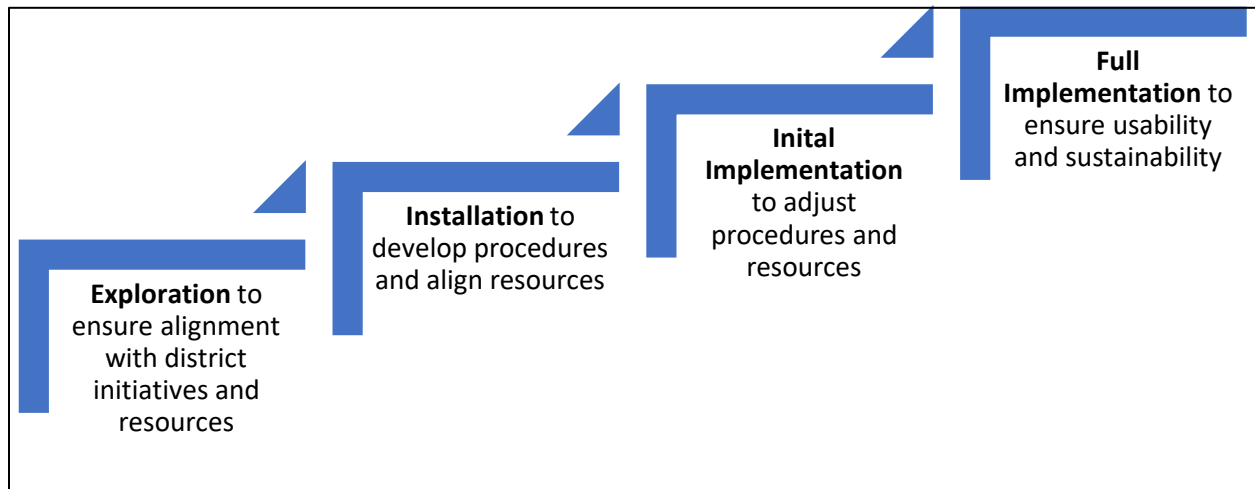 Exploration to
ensure alignment
with district
initiatives and
resources
Installation to
develop procedures
and align resources
Inital
Implementation
to adjust
procedures and
resources
Full
Implementation to
ensure usability
and sustainability